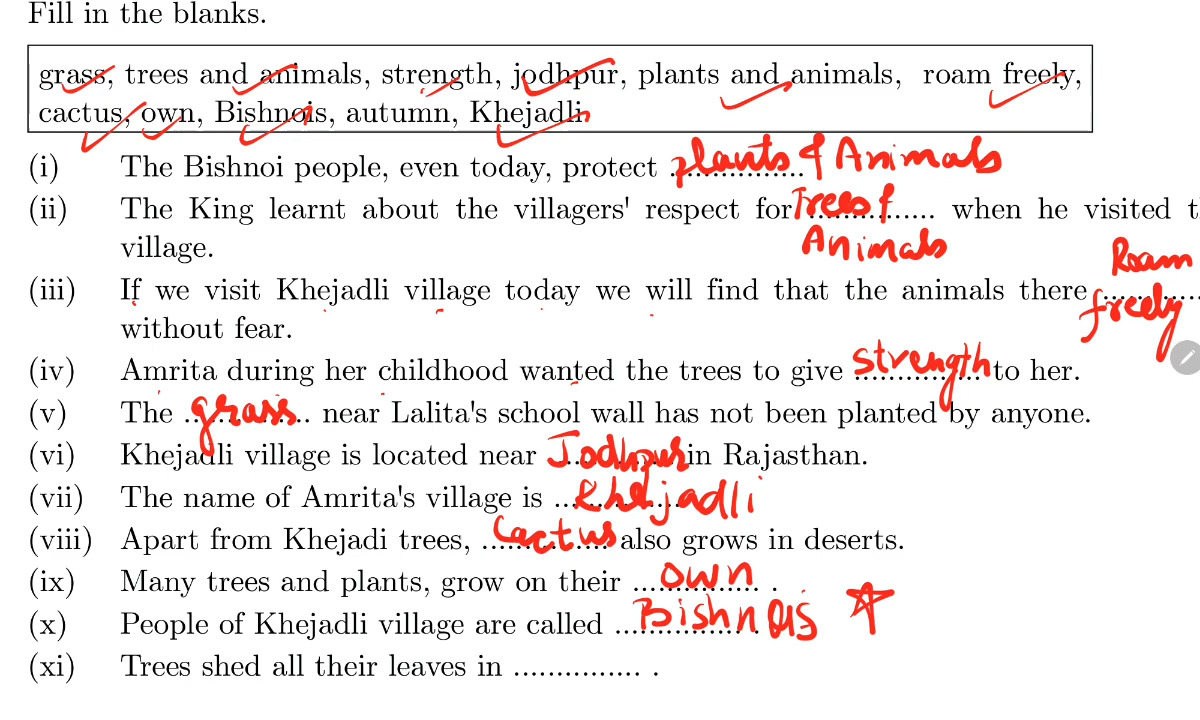 Fill in the blanks.
grass, trees and animals, strength, jodhpur, plants and animals, roam freely,
cactus, own, Bishnois, autumn, Khejadli
(i) The Bishnoi people, even today, protect plants & Animals
(ii) The King learnt about the villagers' respect for Trees & Animals ...... when he visited t
village.
(iii) If we visit Khejadli village today we will find that the animals there Roam freely
without fear.
(iv) Amrita during her childhood wanted the trees to give strength to her.
(v) The grass near Lalita's school wall has not been planted by anyone.
(vi) Khejadli village is located near Jodhpur in Rajasthan.
(vii) The name of Amrita's village is Khejadli
(viii) Apart from Khejadi trees, Cactus also grows in deserts.
(ix) Many trees and plants, grow on their own .
(x) People of Khejadli village are called Bishnois
(xi) Trees shed all their leaves in ............... .